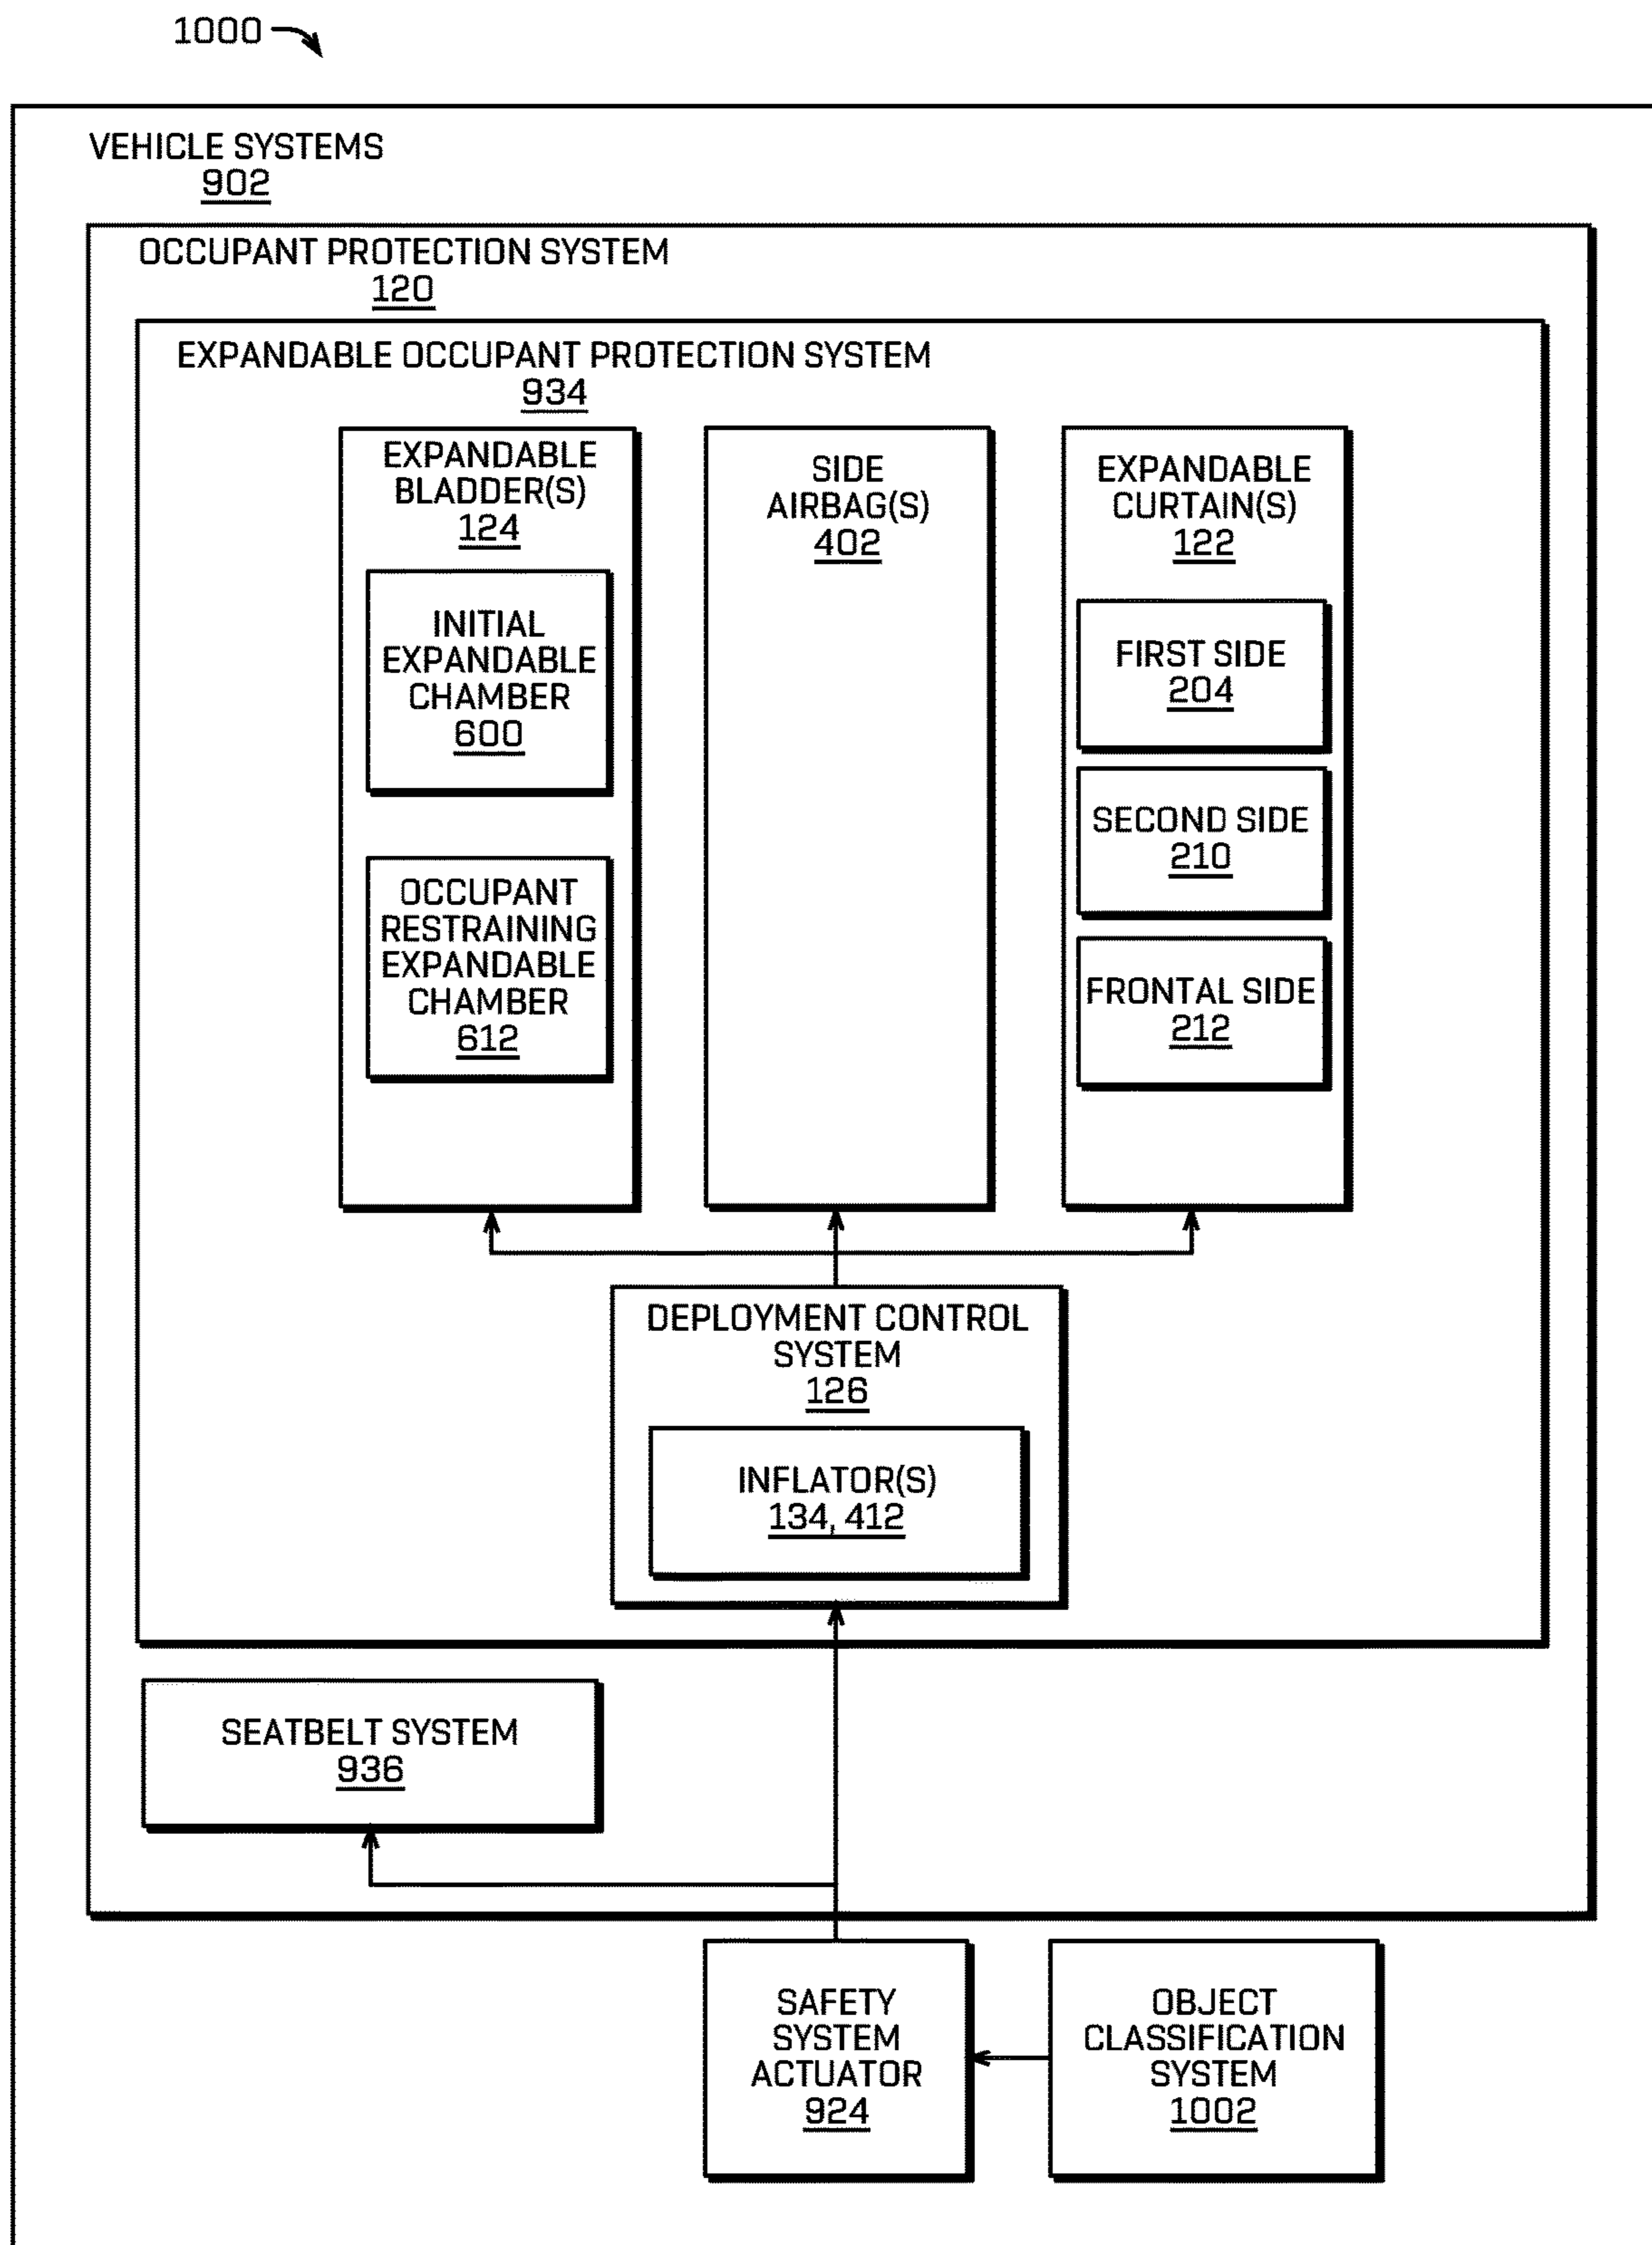 1000
VEHICLE SYSTEMS
902
OCCUPANT PROTECTION SYSTEM
120
EXPANDABLE OCCUPANT PROTECTION SYSTEM
934
EXPANDABLE
BLADDER(S)
124
INITIAL
EXPANDABLE
CHAMBER
600
OCCUPANT
RESTRAINING
EXPANDABLE
CHAMBER
612
SIDE
AIRBAG(S)
402
EXPANDABLE
CURTAIN(S)
122
FIRST SIDE
204
SECOND SIDE
210
FRONTAL SIDE
212
DEPLOYMENT CONTROL
SYSTEM
126
INFLATOR(S)
134, 412
SEATBELT SYSTEM
936
SAFETY
SYSTEM
ACTUATOR
924
OBJECT
CLASSIFICATION
SYSTEM
1002